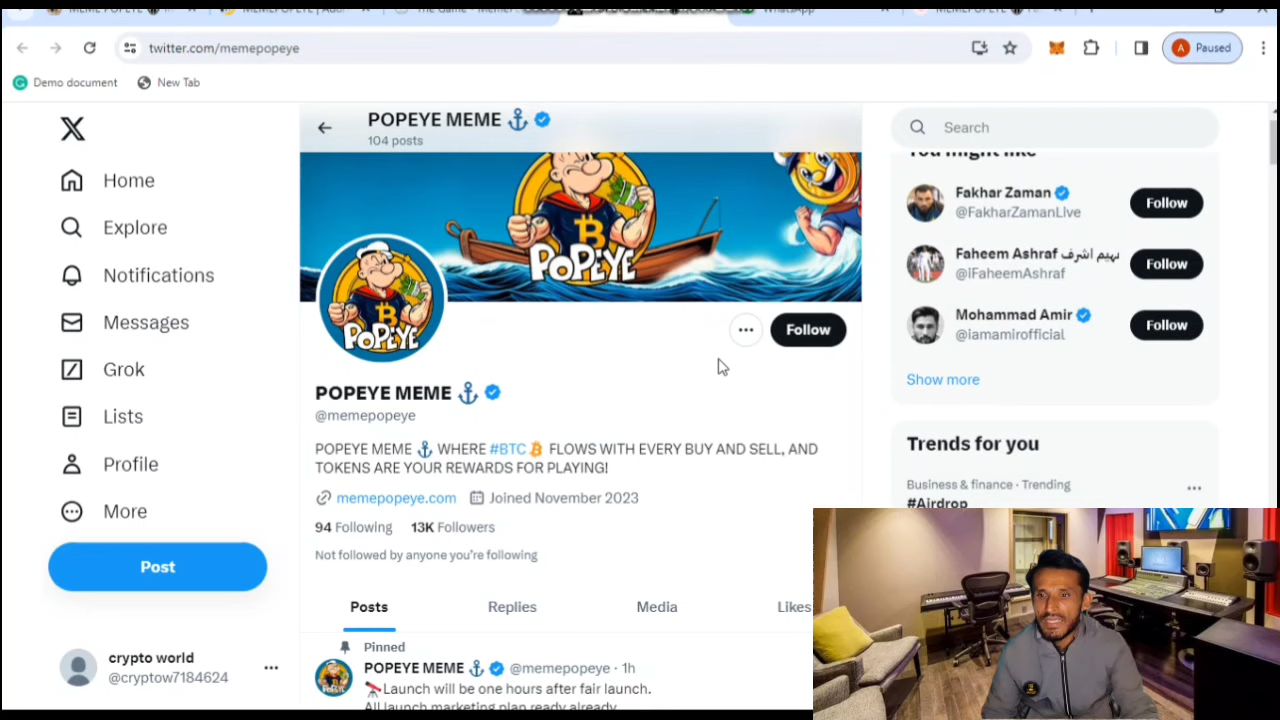 WhatsApp
twitter.com/memepopeye
A
Paused
Demo document
New Tab
POPEYE MEME ⚓
104 posts
Search
You might like
Home
Explore
Notifications
Messages
Grok
Lists
Profile
More
Post
crypto world
@cryptow7184624
POPEYE
POPEYE
Follow
POPEYE MEME ⚓
@memepopeye
POPEYE MEME ⚓ WHERE #BTC FLOWS WITH EVERY BUY AND SELL, AND
TOKENS ARE YOUR REWARDS FOR PLAYING!
memepopeye.com Joined November 2023
94 Following 13K Followers
Not followed by anyone you're following
Posts
Replies
Media
Likes
Pinned
POPEYE MEME ⚓ @memepopeye · 1h
🔭Launch will be one hours after fair launch.
All launch marketing plan ready already
Fakhar Zaman
@FakharZamanLive
Follow
Faheem Ashraf فہیم اشرف
@iFaheemAshraf
Follow
Mohammad Amir
@iamamirofficial
Follow
Show more
Trends for you
Business & finance · Trending
#Airdrop